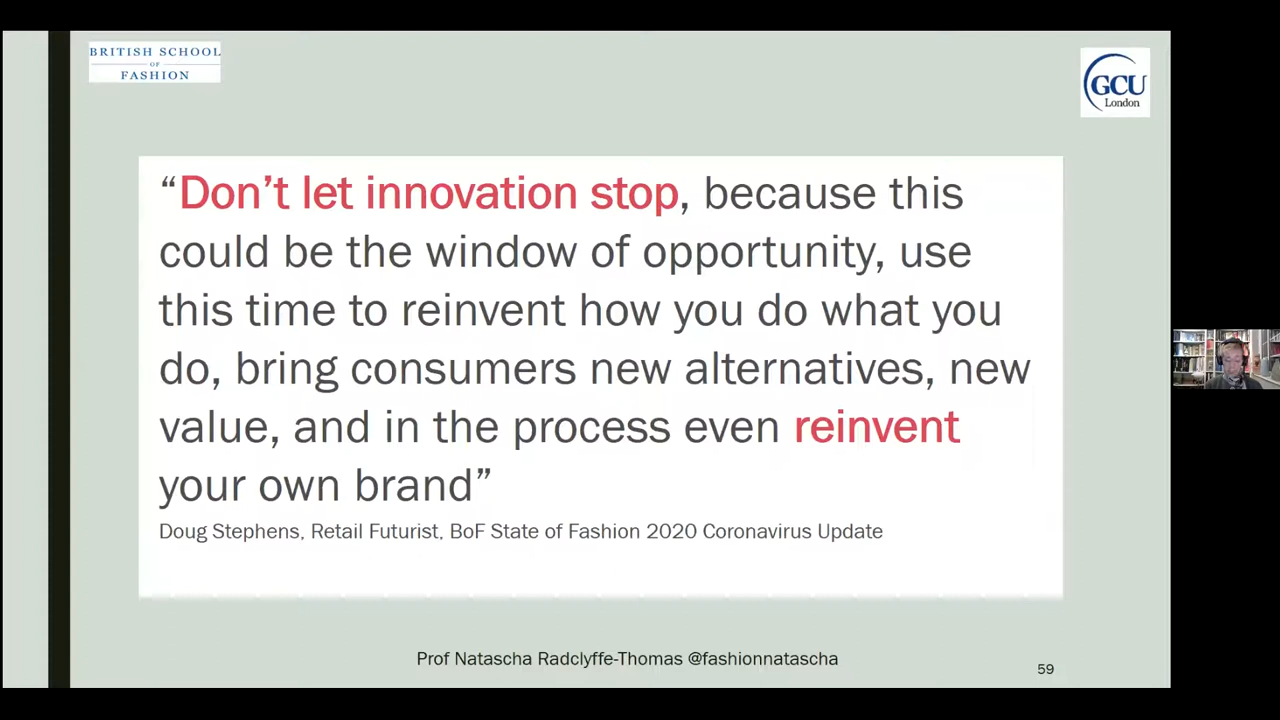 BRITISH SCHOOL
OF
FASHION
GCU
London
“Don’t let innovation stop, because this
could be the window of opportunity, use
this time to reinvent how you do what you
do, bring consumers new alternatives, new
value, and in the process even reinvent
your own brand”
Doug Stephens, Retail Futurist, BoF State of Fashion 2020 Coronavirus Update
Prof Natascha Radclyffe-Thomas @fashionnatascha
59